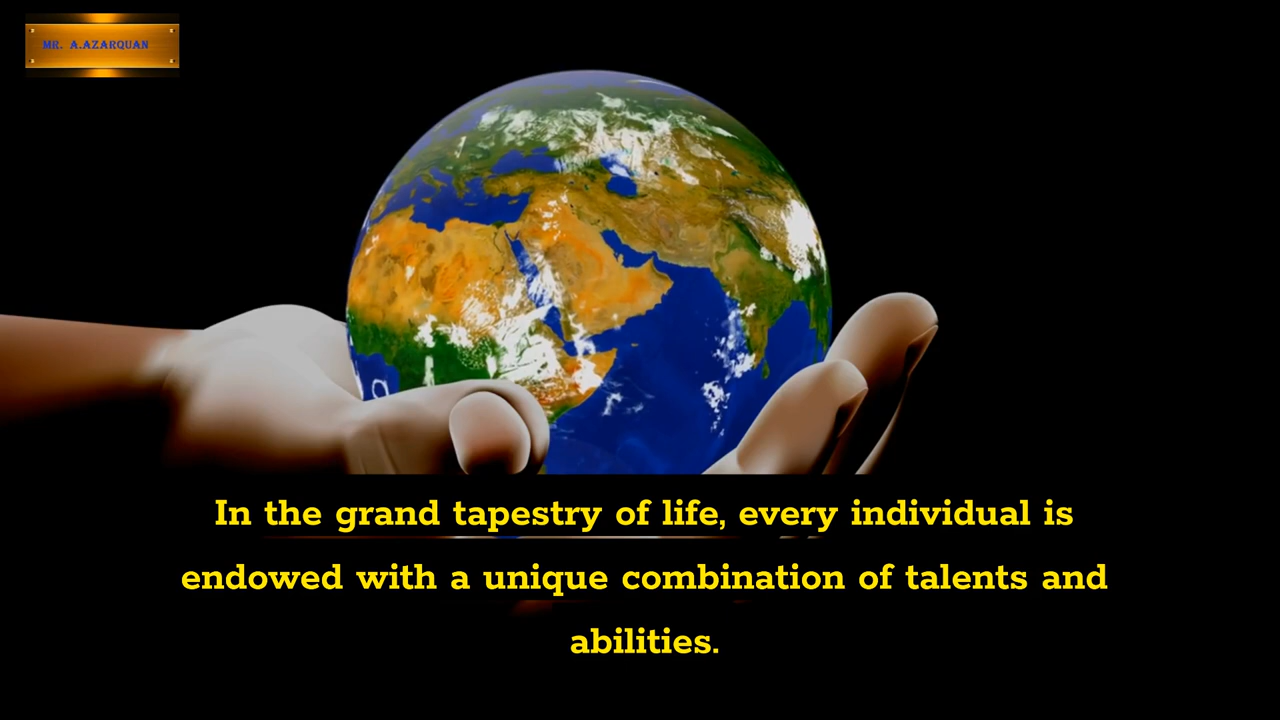 MR. A.AZARQUAN
In the grand tapestry of life, every individual is
endowed with a unique combination of talents and
abilities.